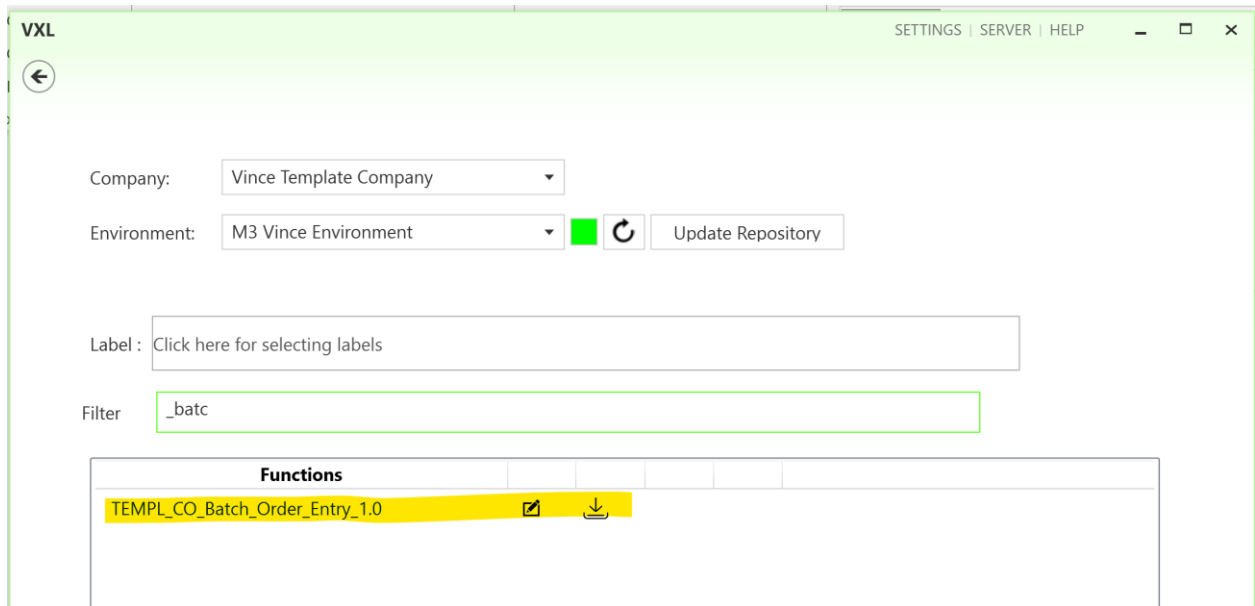 VXL
SETTINGS | SERVER | HELP
Company: Vince Template Company
Environment: M3 Vince Environment Update Repository
Label : Click here for selecting labels
Filter _batc
Functions
TEMPL_CO_Batch_Order_Entry_1.0